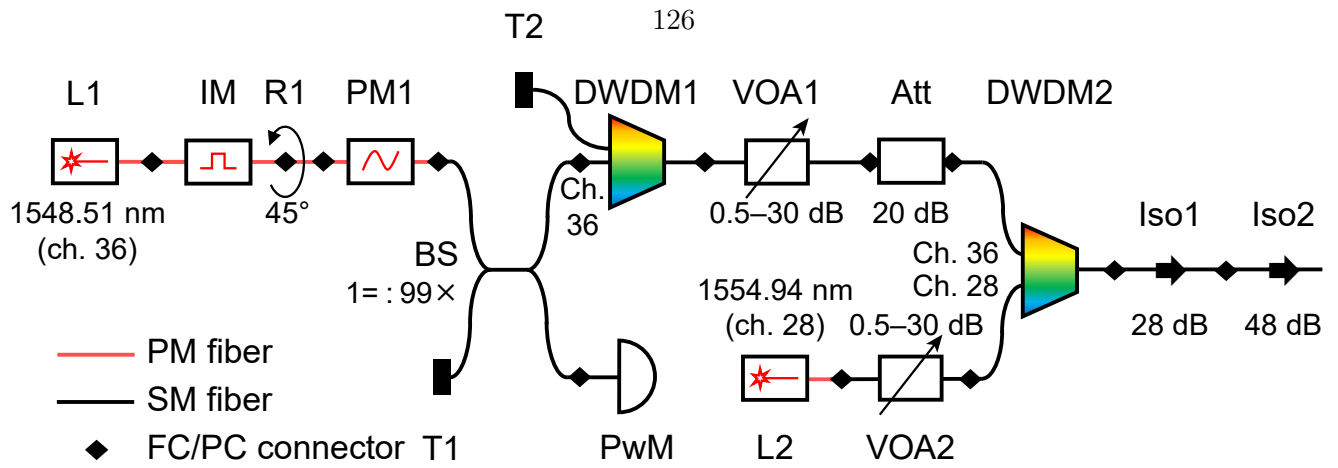 126
T2
L1 IM R1 PM1 DWDM1 VOA1 Att DWDM2
1548.51 nm
(ch. 36)
45°
Ch.
36
0.5–30 dB
20 dB
Iso1 Iso2
BS
1= : 99×
Ch. 36
Ch. 28
1554.94 nm
(ch. 28)
0.5–30 dB
28 dB 48 dB
PM fiber
SM fiber
FC/PC connector
T1 PwM L2 VOA2